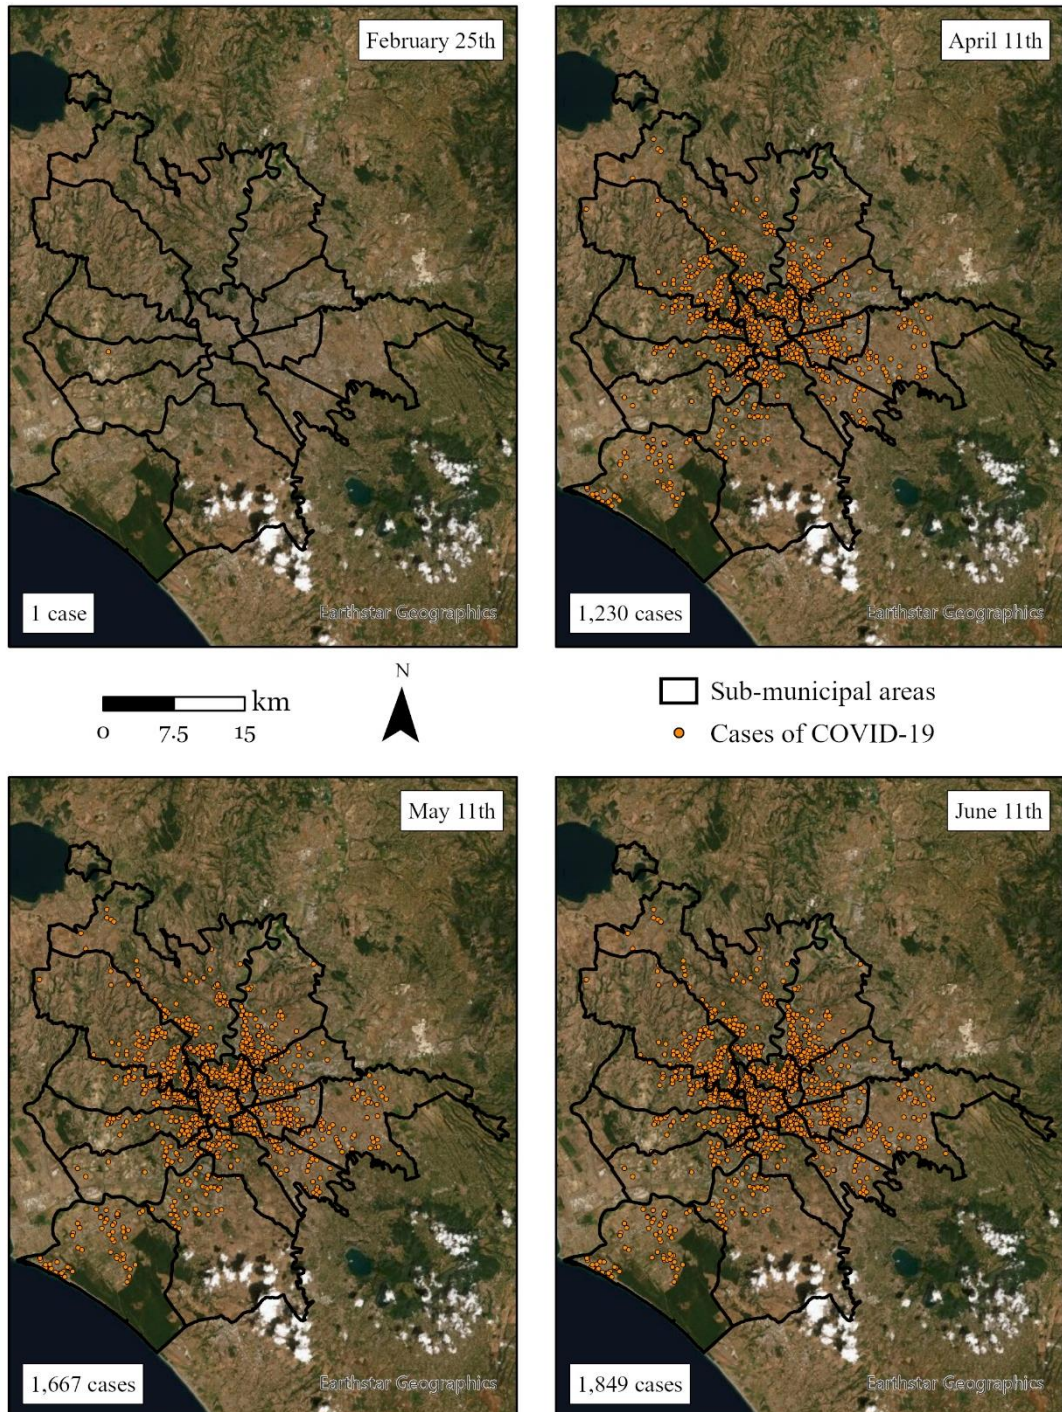 February 25th
April 11th
1 case
Earthstar Geographics
1,230 cases
Earthstar Geographics
km
0 7.5 15
N
Sub-municipal areas
Cases of COVID-19
May 11th
June 11th
1,667 cases
Earthstar Geographics
1,849 cases
Earthstar Geographics